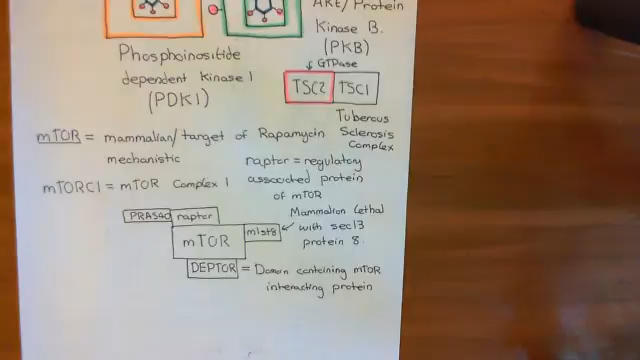 AKE/Protein
Kinase B.
(PKB)
Phosphoinositide
dependent Kinase 1
(PDK1)
↓ GTPase
TSC2 TSC1
Tuberous
Sclerosis
Complex
mTOR = mammalian/target of Rapamycin
mechanistic
raptor = regulatory
associated protein
of mTOR
mTORC1 = mTOR Complex 1
PRAS40 raptor
mTOR
mlst8
Mammalian lethal
with sec13
protein 8.
DEPTOR = Domain containing mTOR
interacting protein